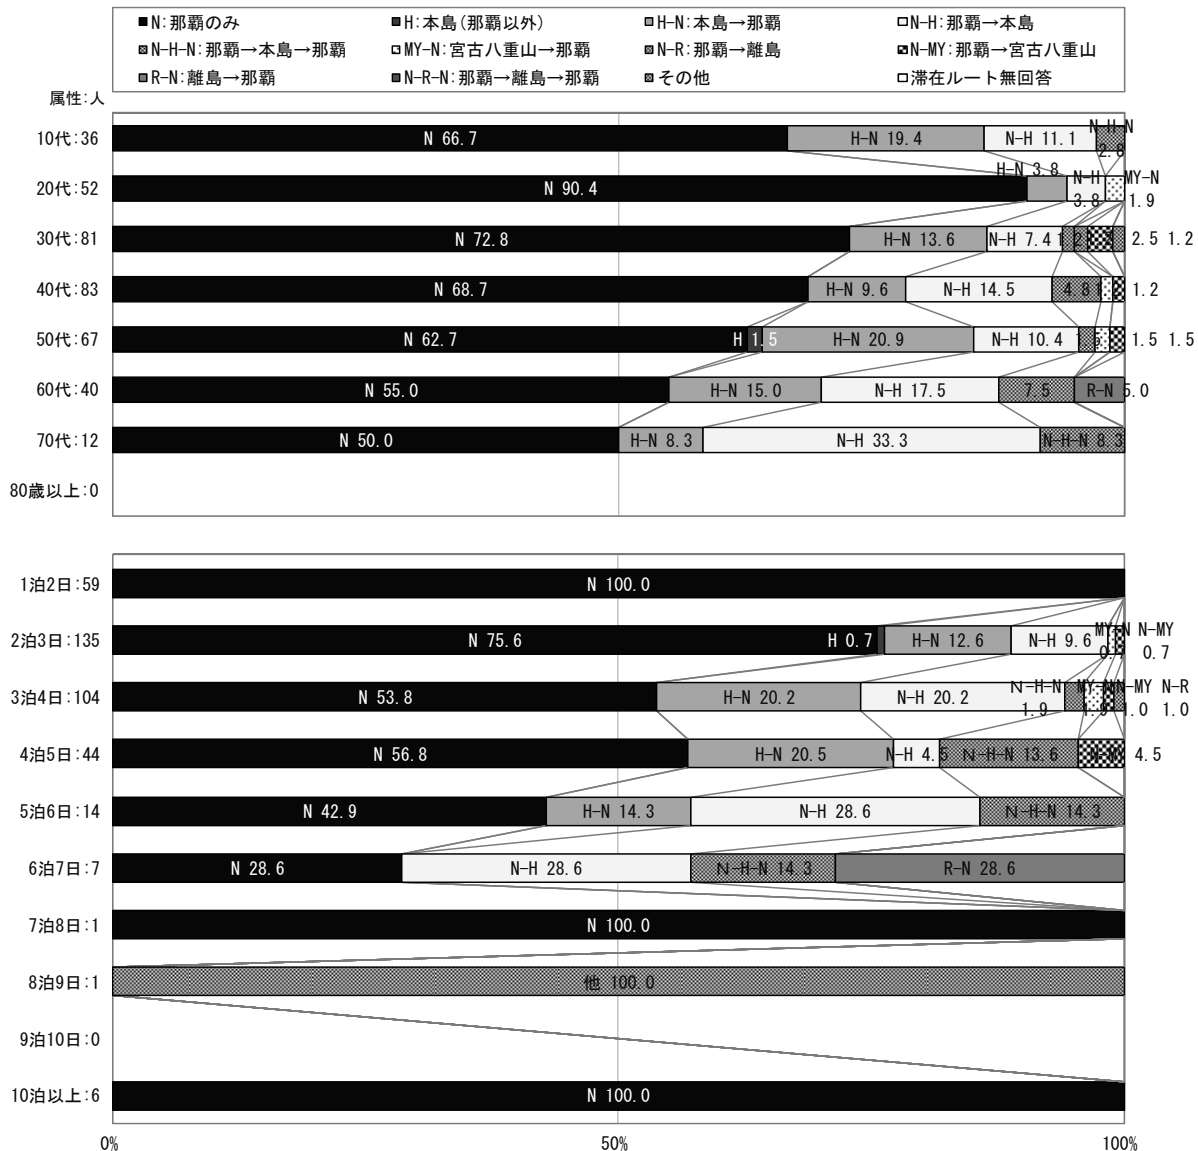 ■N:那覇のみ ■H:本島(那覇以外) ■H-N:本島→那覇 □N-H:那覇→本島
N-H-N:那覇→本島→那覇 MY-N:宮古八重山→那覇 N-R:那覇→離島 N-MY:那覇→宮古八重山
R-N:離島→那覇 N-R-N:那覇→離島→那覇 その他 □滞在ルート無回答
属性:人
10代:36 N 66.7 H-N 19.4 N-H 11.1 N-H-N 2.8
20代:52 N 90.4 H-N 3.8 N-H 3.8 MY-N 1.9
30代:81 N 72.8 H-N 13.6 N-H 7.4 2.5 1.2
40代:83 N 68.7 H-N 9.6 N-H 14.5 4.8 1.2
50代:67 N 62.7 H 1.5 H-N 20.9 N-H 10.4 1.5 1.5
60代:40 N 55.0 H-N 15.0 N-H 17.5 7.5 R-N 5.0
70代:12 N 50.0 H-N 8.3 N-H 33.3 N-H-N 8.3
80歳以上:0
1泊2日:59 N 100.0
2泊3日:135 N 75.6 H 0.7 H-N 12.6 N-H 9.6 MY-N 0.7 N-MY 0.7
3泊4日:104 N 53.8 H-N 20.2 N-H 20.2 N-H-N 1.9 MY-N 1.9 N-MY 1.0 N-R 1.0
4泊5日:44 N 56.8 H-N 20.5 N-H 4.5 N-H-N 13.6 N-MY 4.5
5泊6日:14 N 42.9 H-N 14.3 N-H 28.6 N-H-N 14.3
6泊7日:7 N 28.6 N-H 28.6 N-H-N 14.3 R-N 28.6
7泊8日:1 N 100.0
8泊9日:1 他 100.0
9泊10日:0
10泊以上:6 N 100.0
0% 50% 100%